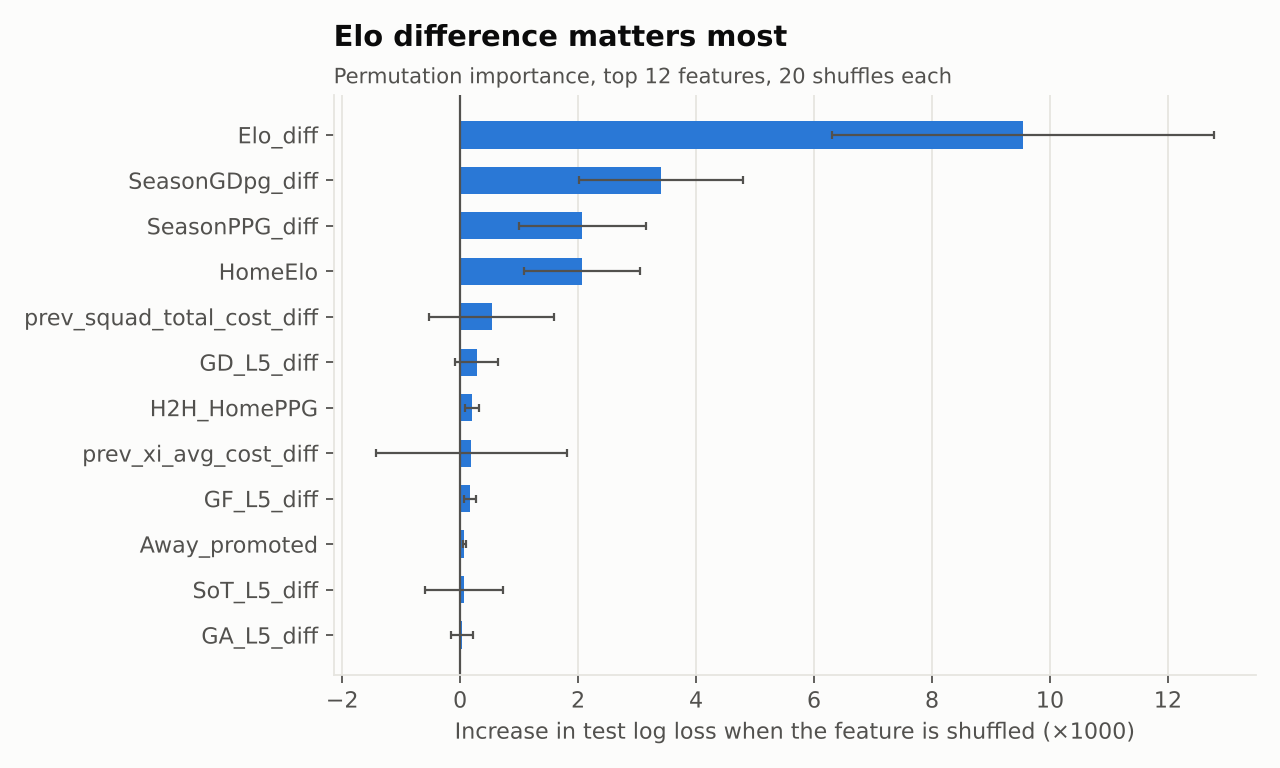 Elo difference matters most
Permutation importance, top 12 features, 20 shuffles each
Elo_diff
SeasonGDpg_diff
SeasonPPG_diff
HomeElo
prev_squad_total_cost_diff
GD_L5_diff
H2H_HomePPG
prev_xi_avg_cost_diff
GF_L5_diff
Away_promoted
SoT_L5_diff
GA_L5_diff
−2 0 2 4 6 8 10 12
Increase in test log loss when the feature is shuffled (×1000)